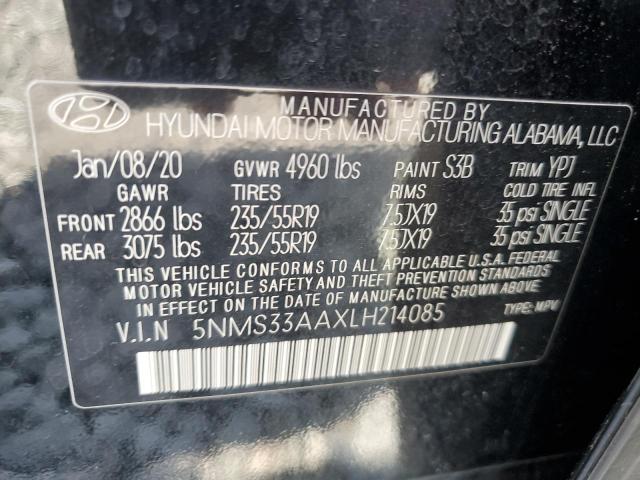 MANUFACTURED BY
HYUNDAI MOTOR MANUFACTURING ALABAMA, LLC
Jan/08/20 GVWR 4960 lbs PAINT S3B TRIM YPJ
GAWR TIRES RIMS COLD TIRE INFL
FRONT 2866 lbs 235/55R19 7.5JX19 35 psi SINGLE
REAR 3075 lbs 235/55R19 7.5JX19 35 psi SINGLE
THIS VEHICLE CONFORMS TO ALL APPLICABLE U.S.A. FEDERAL
MOTOR VEHICLE SAFETY AND THEFT PREVENTION STANDARDS
IN EFFECT ON THE DATE OF MANUFACTURE SHOWN ABOVE.
V.I.N 5NMS33AAXLH214085 TYPE: MPV